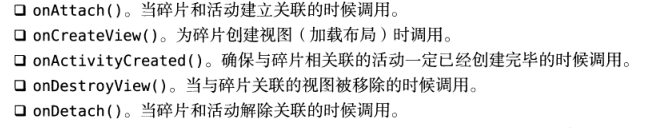 ❑ onAttach()。当碎片和活动建立关联的时候调用。
❑ onCreateView()。为碎片创建视图（加载布局）时调用。
❑ onActivityCreated()。确保与碎片相关联的活动一定已经创建完毕的时候调用。
❑ onDestroyView()。当与碎片关联的视图被移除的时候调用。
❑ onDetach()。当碎片和活动解除关联的时候调用。